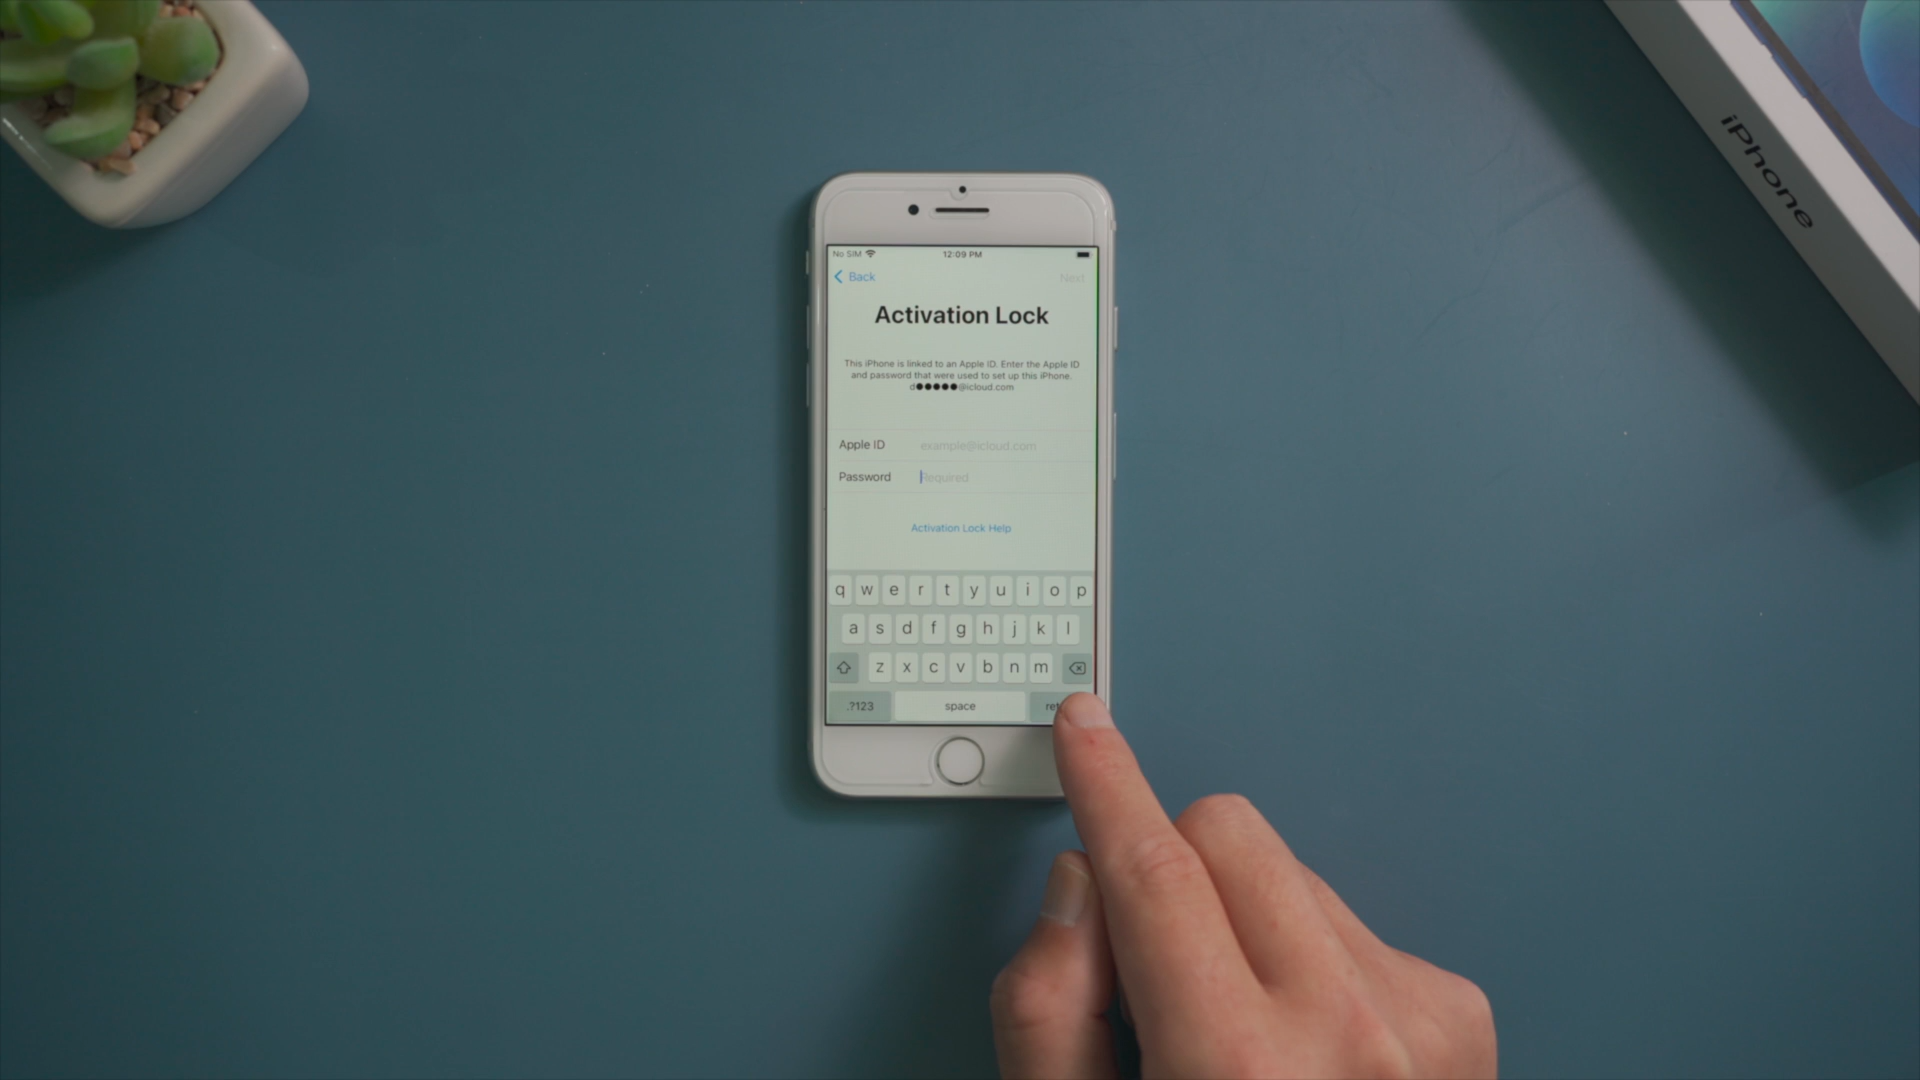 iPhone
No SIM 12:09 PM
Back Next
Activation Lock
This iPhone is linked to an Apple ID. Enter the Apple ID
and password that were used to set up this iPhone.
d●●●●●@icloud.com
Apple ID example@icloud.com
Password Required
Activation Lock Help
q w e r t y u i o p
a s d f g h j k l
z x c v b n m
.?123 space ret